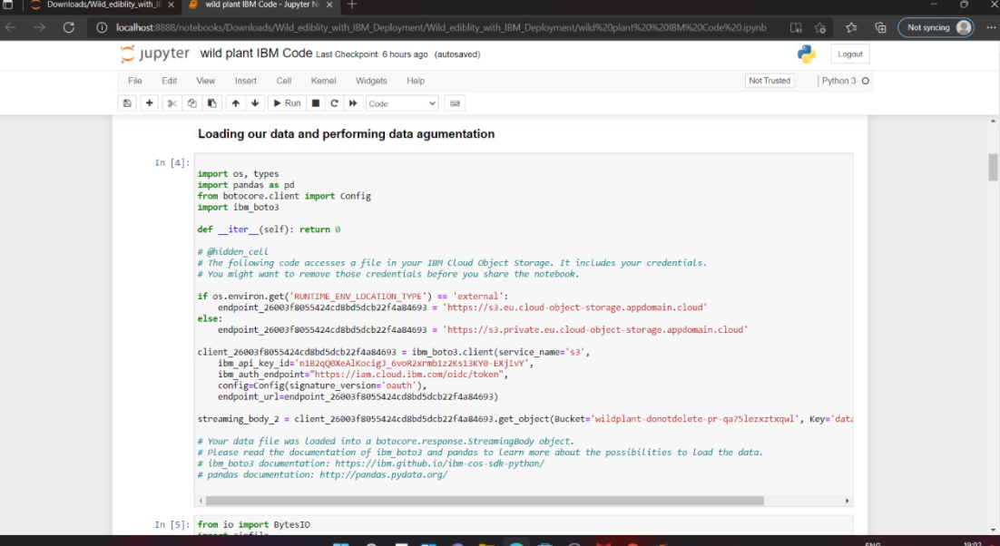 Downloads/Wild_ediblity_with_IE
wild plant IBM Code - Jupyter No
localhost:8888/notebooks/Downloads/Wild_ediblity_with_IBM_Deployment/Wild_ediblity_with_IBM_Deployment/wild%20plant%20%20IBM%20Code%20.ipynb
Not syncing
jupyter wild plant IBM Code Last Checkpoint: 6 hours ago (autosaved)
Logout
File Edit View Insert Cell Kernel Widgets Help
Not Trusted
Python 3
Run
Code
Loading our data and performing data agumentation
In [4]:
import os, types
import pandas as pd
from botocore.client import Config
import ibm_boto3
def __iter__(self): return 0
# @hidden_cell
# The following code accesses a file in your IBM Cloud Object Storage. It includes your credentials.
# You might want to remove those credentials before you share the notebook.
if os.environ.get('RUNTIME_ENV_LOCATION_TYPE') == 'external':
endpoint_26003f8055424cd8bd5dcb22f4a84693 = 'https://s3.eu.cloud-object-storage.appdomain.cloud'
else:
endpoint_26003f8055424cd8bd5dcb22f4a84693 = 'https://s3.private.eu.cloud-object-storage.appdomain.cloud'
client_26003f8055424cd8bd5dcb22f4a84693 = ibm_boto3.client(service_name='s3',
ibm_api_key_id=
ibm_auth_endpoint="https://iam.cloud.ibm.com/oidc/token",
config=Config(signature_version='oauth'),
endpoint_url=endpoint_26003f8055424cd8bd5dcb22f4a84693)
streaming_body_2 = client_26003f8055424cd8bd5dcb22f4a84693.get_object(Bucket='wildplant-donotdelete-pr-qa75lezxztxqwl', Key='data
# Your data file was loaded into a botocore.response.StreamingBody object.
# Please read the documentation of ibm_boto3 and pandas to learn more about the possibilities to load the data.
# ibm_boto3 documentation: https://ibm.github.io/ibm-cos-sdk-python/
# pandas documentation: http://pandas.pydata.org/
In [5]:
from io import BytesIO
import zipfile
ENG
19:02